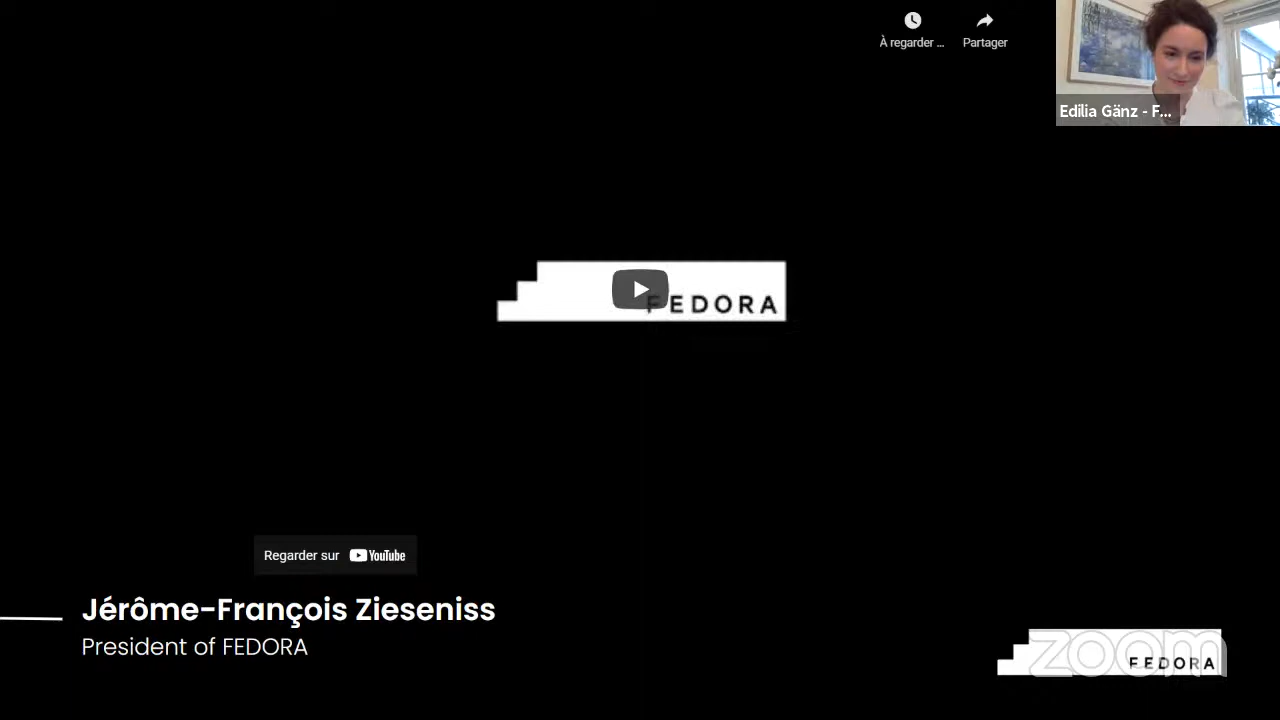 À regarder ...
Partager
Edilia Gänz - F...
FEDORA
Regarder sur YouTube
Jérôme-François Zieseniss
President of FEDORA
zoom
FEDORA